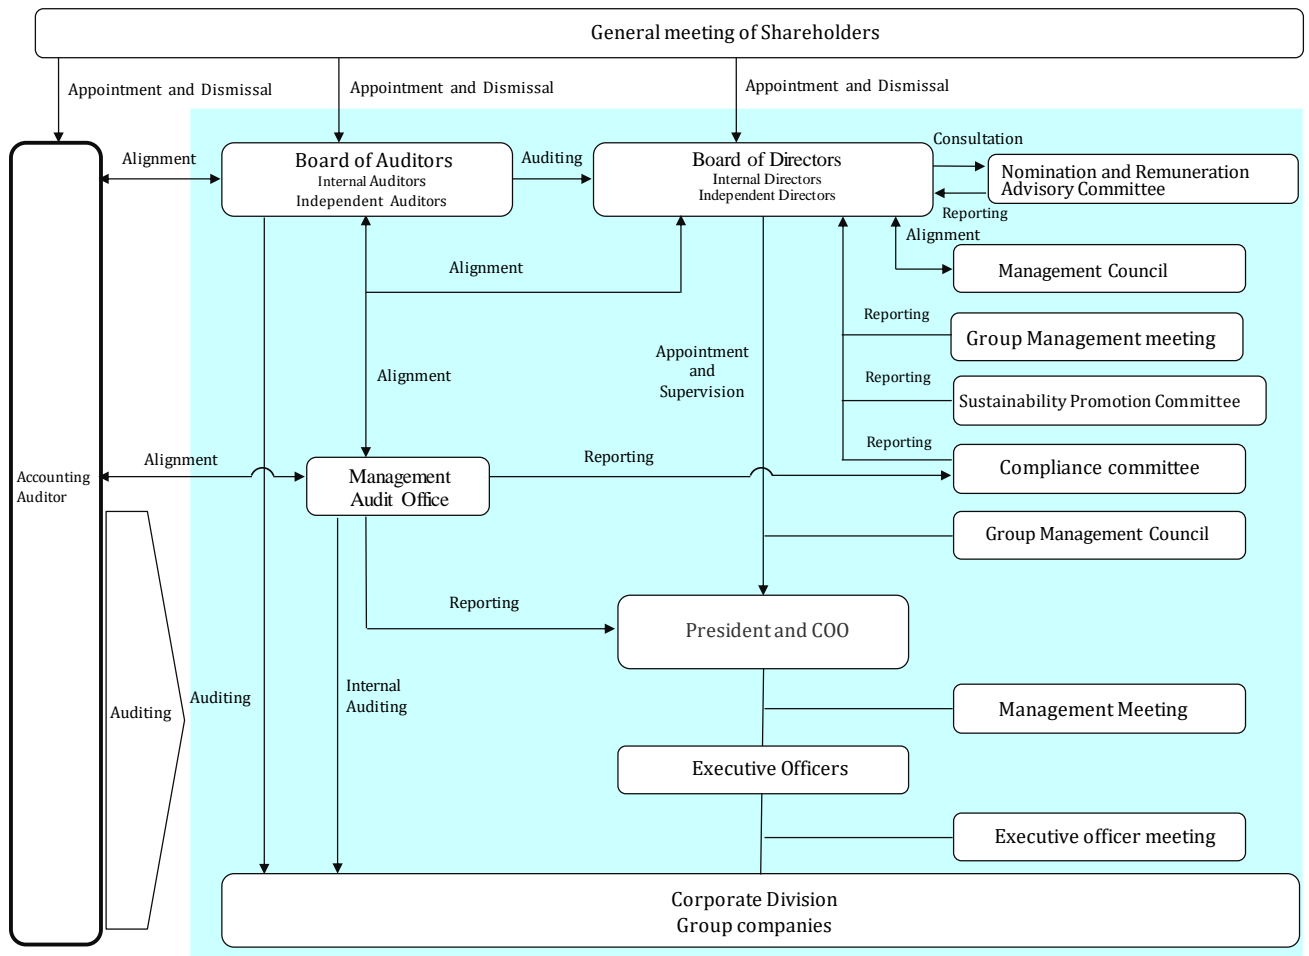 General meeting of Shareholders
Appointment and Dismissal
Appointment and Dismissal
Appointment and Dismissal
Alignment
Board of Auditors
Internal Auditors
Independent Auditors
Auditing
Board of Directors
Internal Directors
Independent Directors
Consultation
Nomination and Remuneration
Advisory Committee
Reporting
Alignment
Alignment
Management Council
Reporting
Group Management meeting
Appointment
and
Supervision
Alignment
Reporting
Sustainability Promotion Committee
Reporting
Compliance committee
Alignment
Reporting
Accounting
Auditor
Management
Audit Office
Group Management Council
Reporting
President and COO
Auditing
Auditing
Internal
Auditing
Management Meeting
Executive Officers
Executive officer meeting
Corporate Division
Group companies